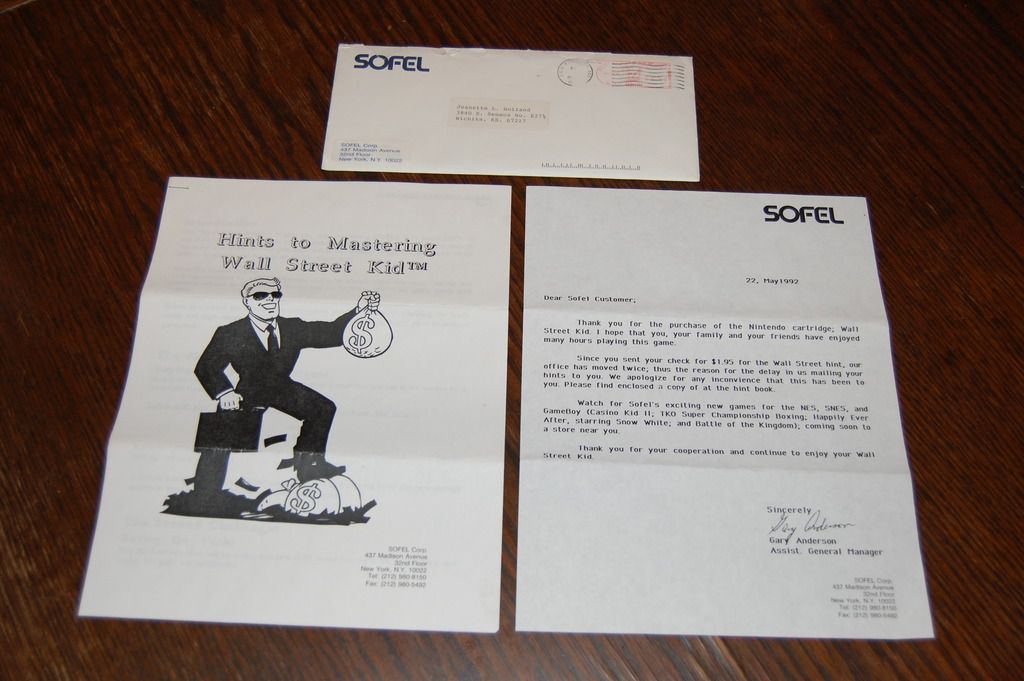 SOFEL
Jeanette L. Holland
Wichita, KS. 67217
SOFEL Corp.
437 Madison Avenue
32nd Floor
New York, N.Y. 10022
Hints to Mastering
Wall Street Kid™
$
$
SOFEL Corp.
437 Madison Avenue
32nd Floor
New York, N.Y. 10022
Tel: (212) 980-8150
Fax: (212) 980-5492
SOFEL
22, May1992
Dear Sofel Customer;
Thank you for the purchase of the Nintendo cartridge; Wall
Street Kid. I hope that you, your family and your friends have enjoyed
many hours playing this game.
Since you sent your check for $1.95 for the Wall Street hint, our
office has moved twice; thus the reason for the delay in us mailing your
hints to you. We apologize for any inconvience that this has been to
you. Please find enclosed a copy of at the hint book.
Watch for Sofel's exciting new games for the NES, SNES, and
GameBoy (Casino Kid II; TKO Super Championship Boxing; Happily Ever
After, starring Snow White; and Battle of the Kingdom); coming soon to
a store near you.
Thank you for your cooperation and continue to enjoy your Wall
Street Kid.
Sincerely
Gary Anderson
Gary Anderson
Assist. General Manager
SOFEL Corp.
437 Madison Avenue
32nd Floor
New York, N.Y. 10022
Tel: (212) 980-8150
Fax: (212) 980-5492